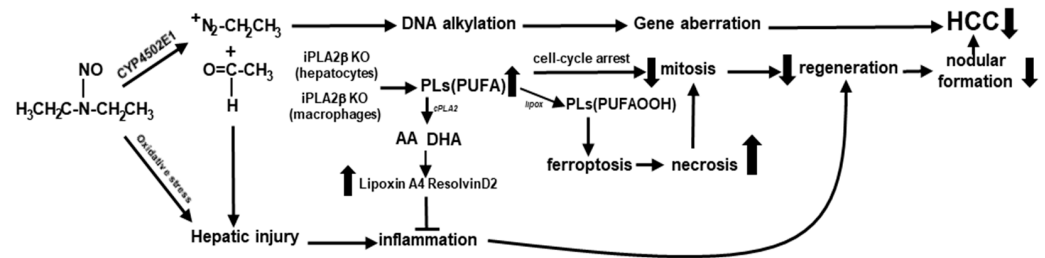 +N2-CH2CH3
DNA alkylation
Gene aberration
HCC
CYP4502E1
+
O=C-CH3
H
NO
H3CH2C-N-CH2CH3
iPLA2β KO
(hepatocytes)
iPLA2β KO
(macrophages)
PLs(PUFA)
cell-cycle arrest
mitosis
regeneration
nodular
formation
lipox
PLs(PUFAOOH)
cPLA2
AA DHA
ferroptosis
necrosis
Lipoxin A4 ResolvinD2
Oxidative stress
Hepatic injury
inflammation